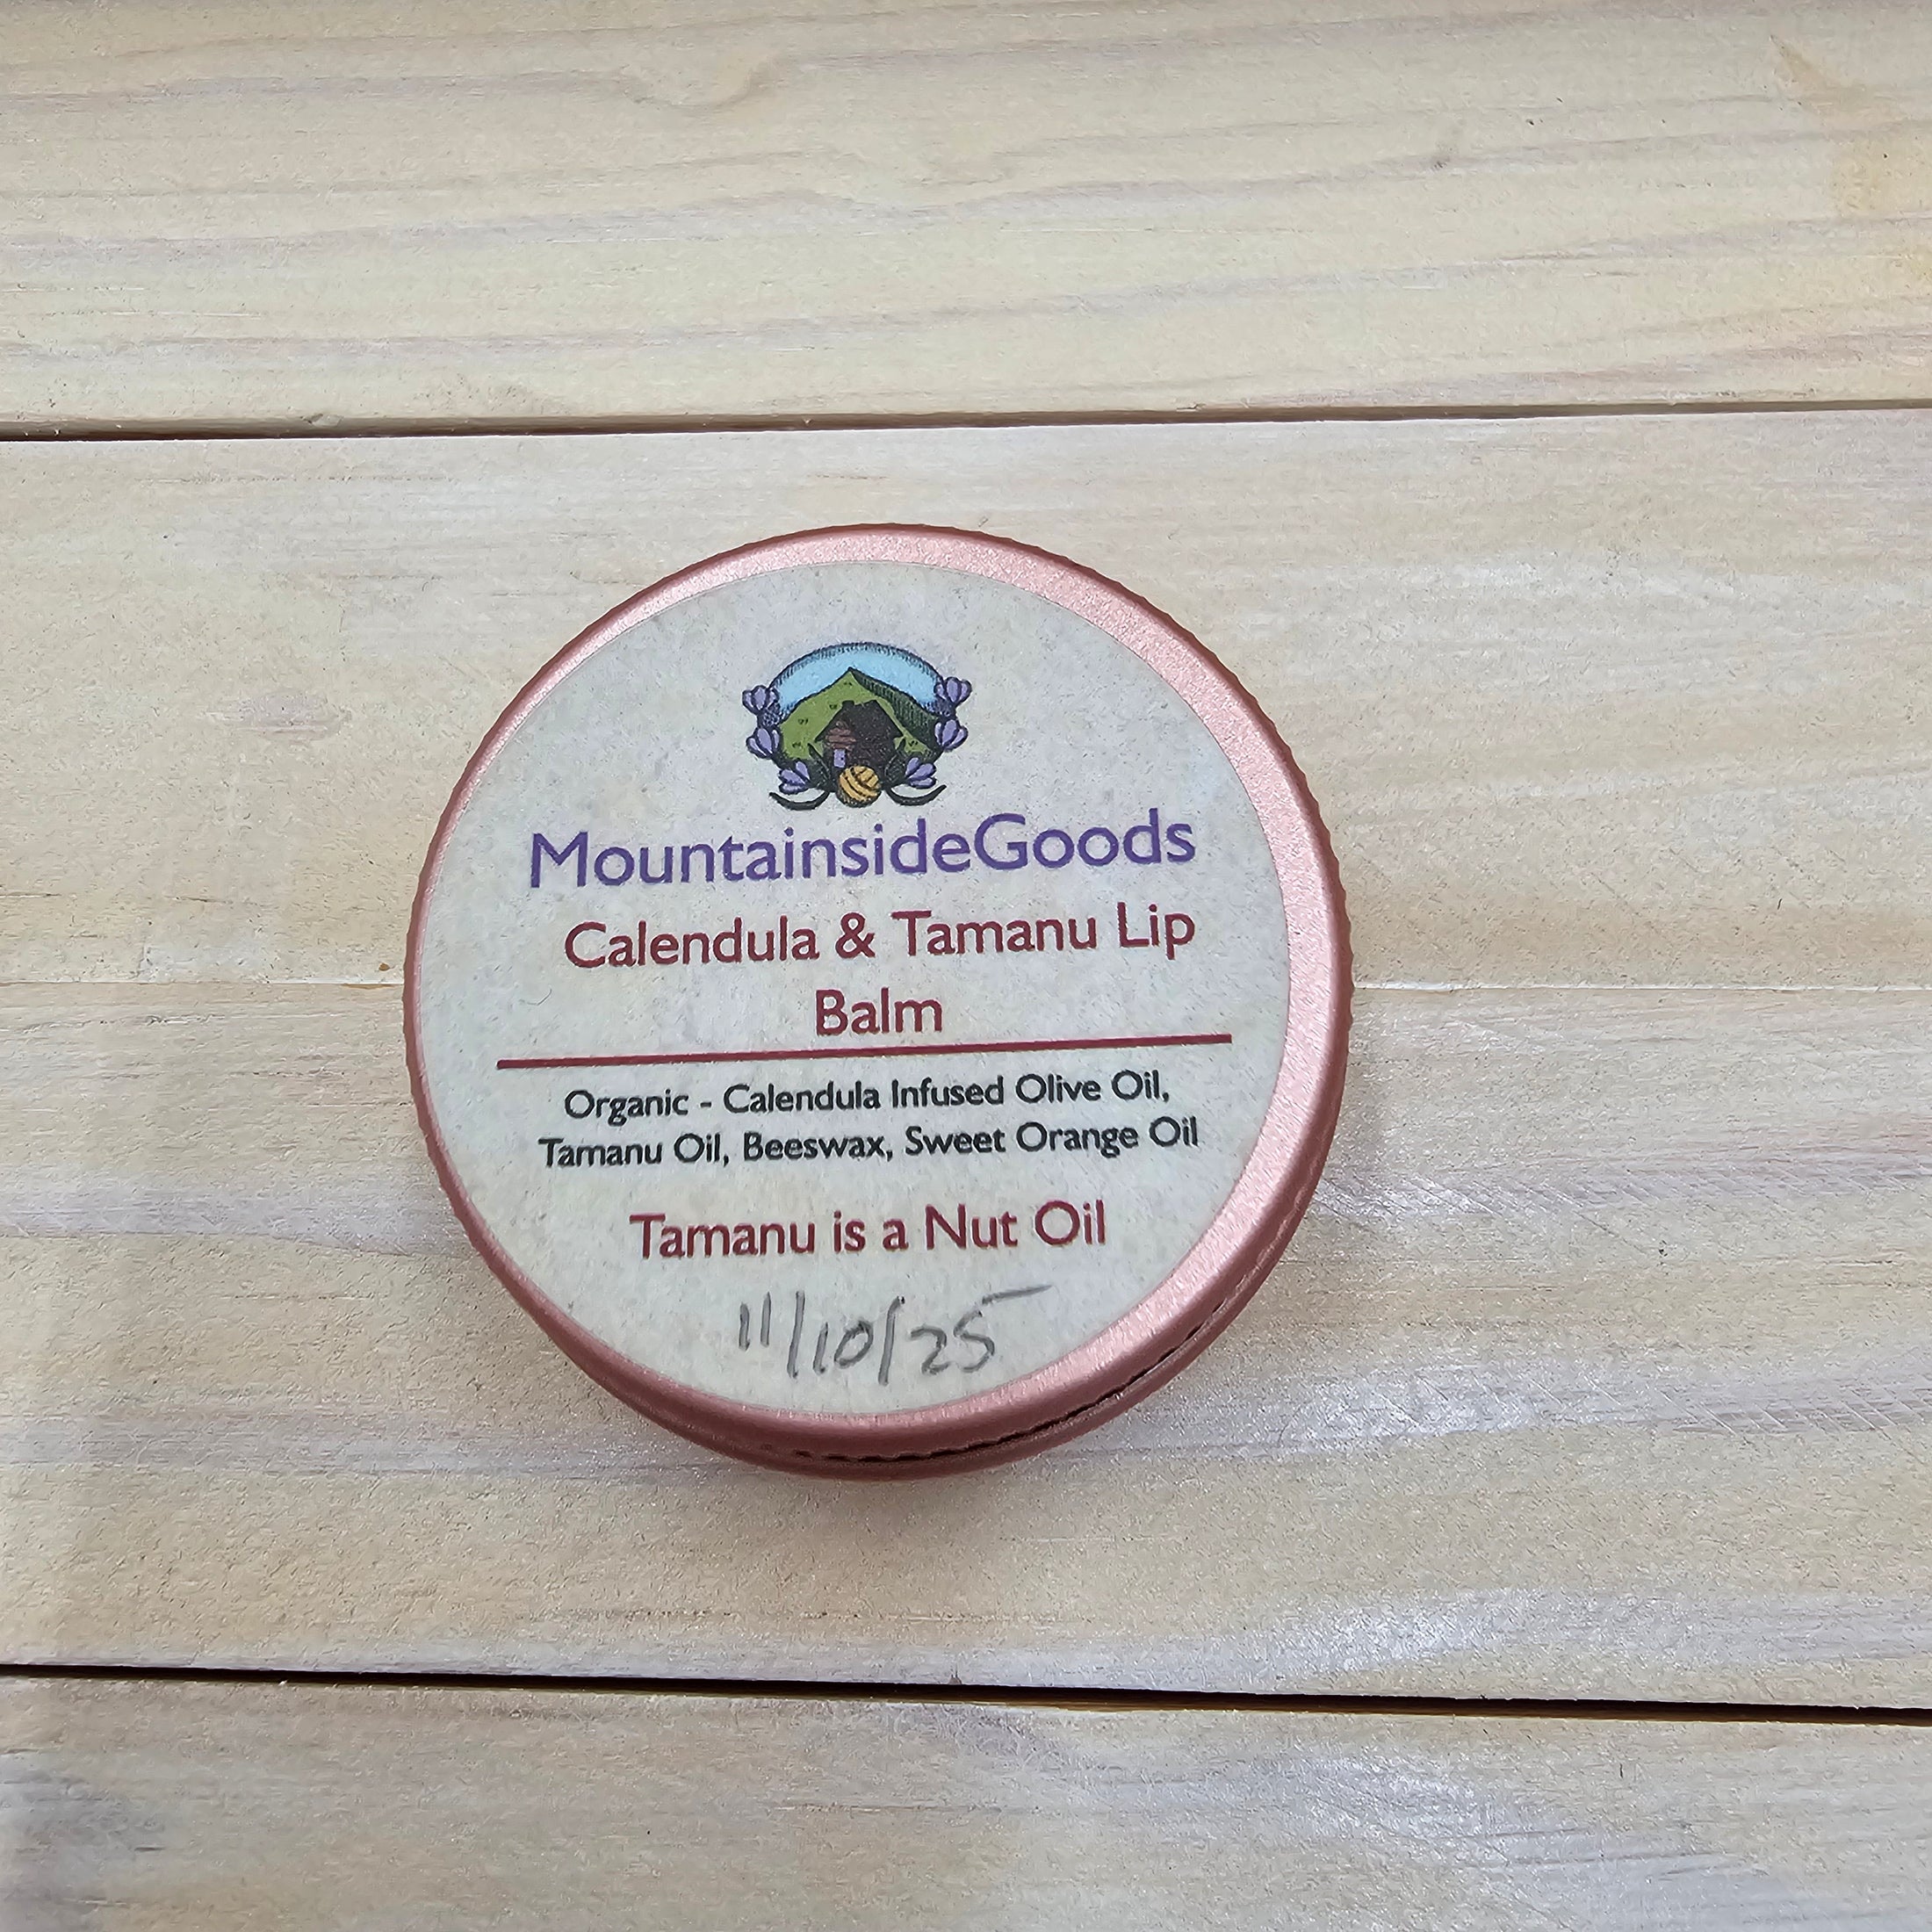 MountainsideGoods
Calendula & Tamanu Lip
Balm
Organic - Calendula Infused Olive Oil,
Tamanu Oil, Beeswax, Sweet Orange Oil
Tamanu is a Nut Oil
11/10/25